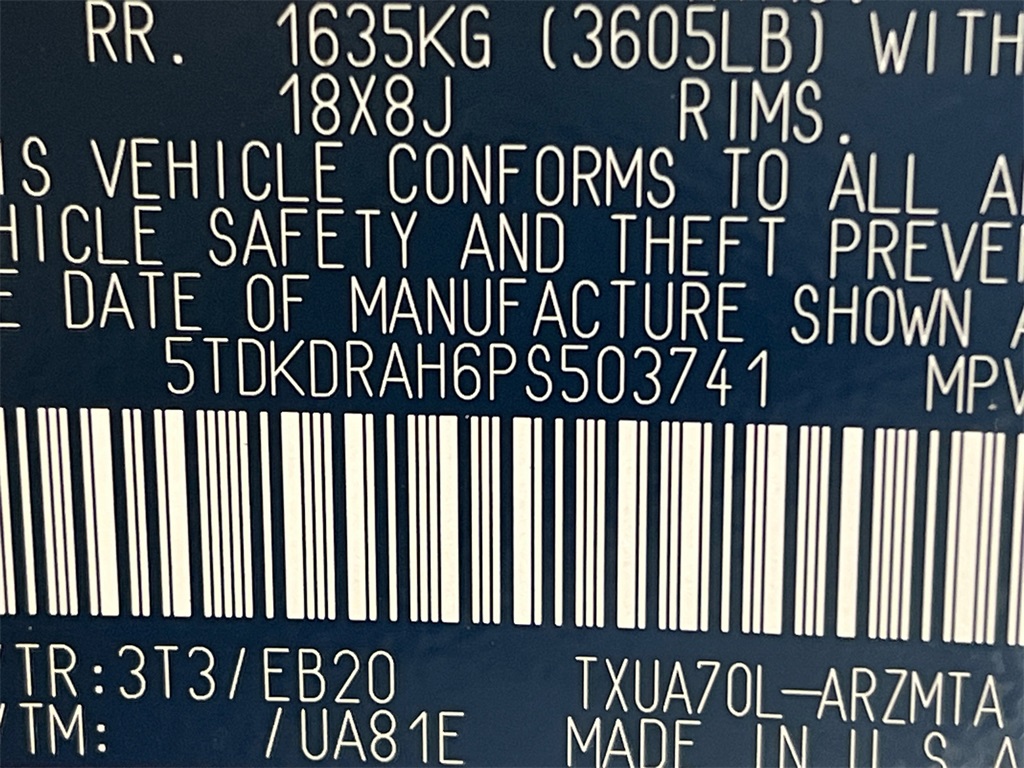 RR. 1635KG (3605LB) WITH
18X8J RIMS.
IS VEHICLE CONFORMS TO ALL A
HICLE SAFETY AND THEFT PREVE
E DATE OF MANUFACTURE SHOWN A
5TDKDRAH6PS503741 MPV
/TR:3T3/EB20 TXUA70L-ARZMTA
/TM: /UA81E MADE IN U.S.A